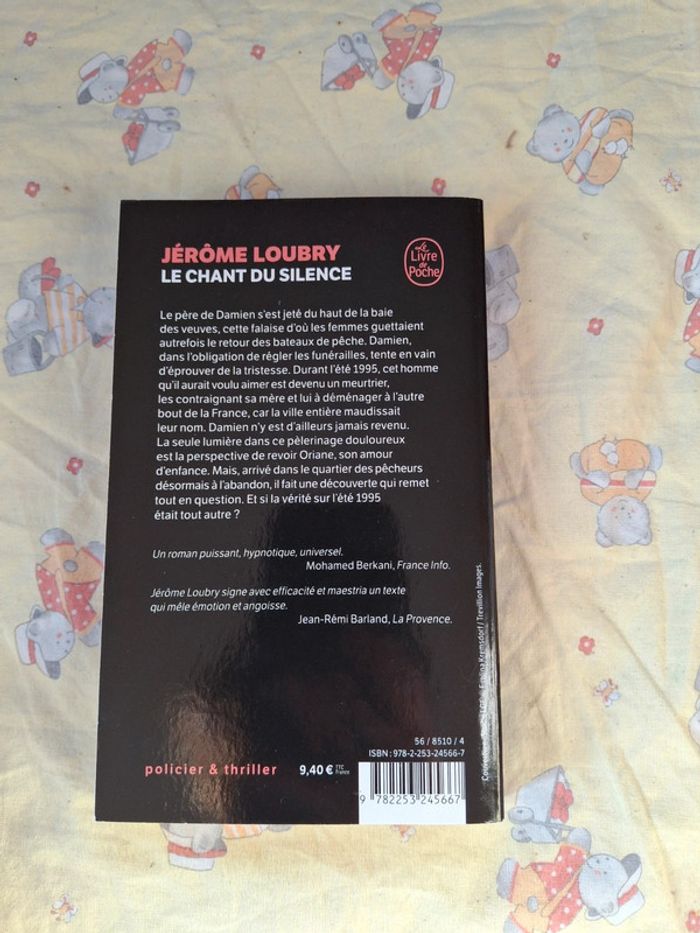 JÉRÔME LOUBRY
LE CHANT DU SILENCE
Le
Livre
de
Poche
Le père de Damien s'est jeté du haut de la baie
des veuves, cette falaise d'où les femmes guettaient
autrefois le retour des bateaux de pêche. Damien,
dans l'obligation de régler les funérailles, tente en vain
d'éprouver de la tristesse. Durant l'été 1995, cet homme
qu'il aurait voulu aimer est devenu un meurtrier,
les contraignant sa mère et lui à déménager à l'autre
bout de la France, car la ville entière maudissait
leur nom. Damien n'y est d'ailleurs jamais revenu.
La seule lumière dans ce pèlerinage douloureux
est la perspective de revoir Oriane, son amour
d'enfance. Mais, arrivé dans le quartier des pêcheurs
désormais à l'abandon, il fait une découverte qui remet
tout en question. Et si la vérité sur l'été 1995
était tout autre ?
Un roman puissant, hypnotique, universel.
Mohamed Berkani, France Info.
Jérôme Loubry signe avec efficacité et maestria un texte
qui mêle émotion et angoisse.
Jean-Rémi Barland, La Provence.
/ Trevillion Images.
56 / 8510 / 4
ISBN : 978-2-253-24566-7
policier & thriller
9,40 € TTC
France
9 782253 245667